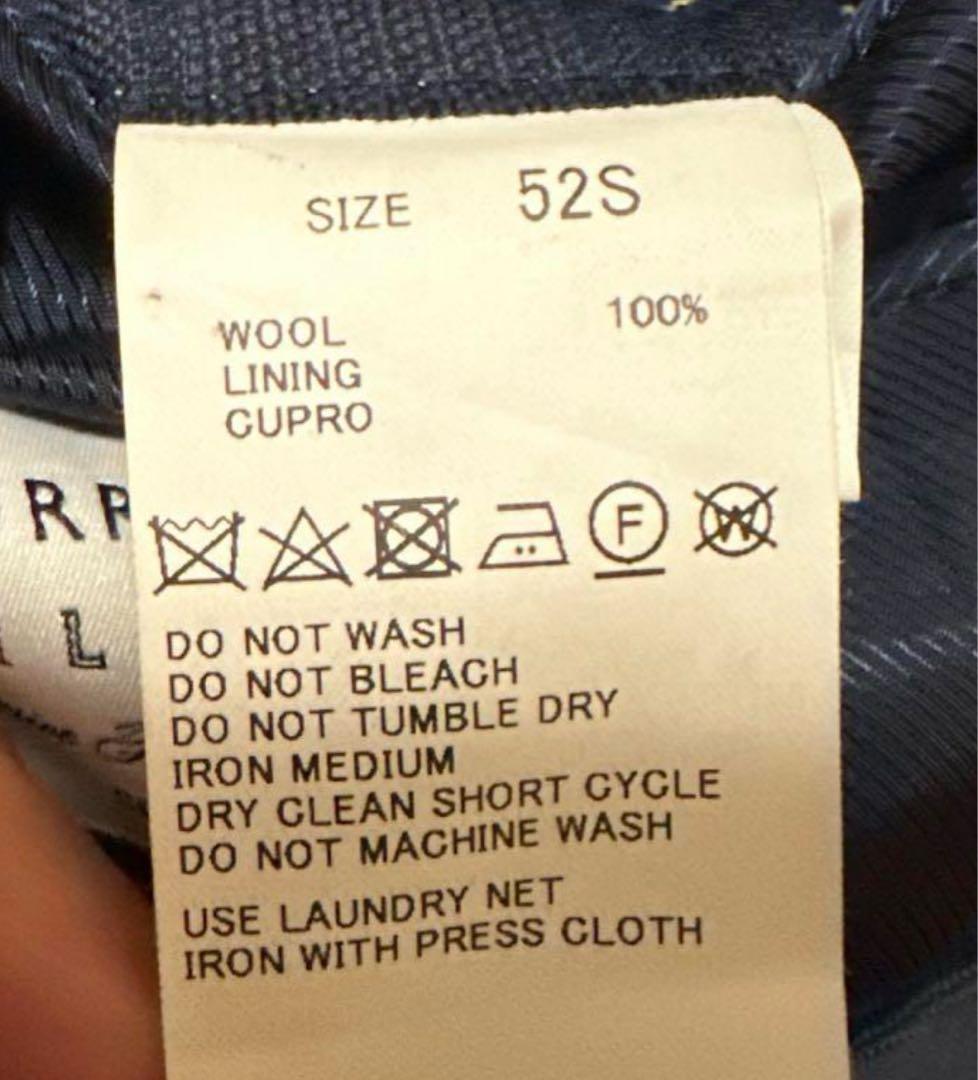 SIZE 52S
WOOL 100%
LINING
CUPRO
F W
DO NOT WASH
DO NOT BLEACH
DO NOT TUMBLE DRY
IRON MEDIUM
DRY CLEAN SHORT CYCLE
DO NOT MACHINE WASH
USE LAUNDRY NET
IRON WITH PRESS CLOTH
R
L